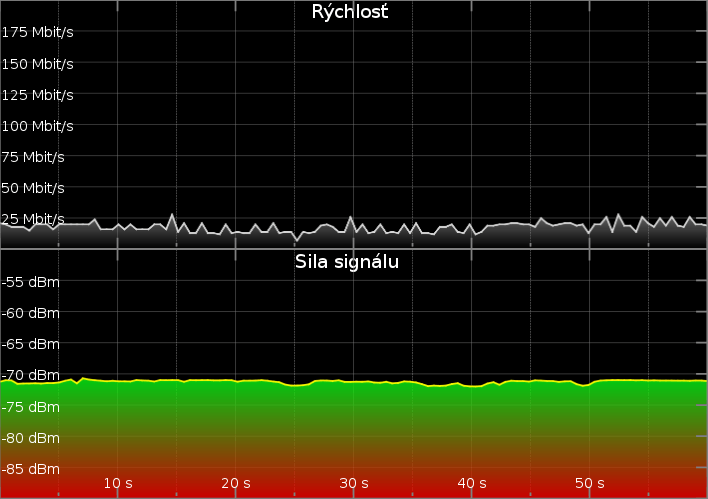 Rýchlosť
175 Mbit/s
150 Mbit/s
125 Mbit/s
100 Mbit/s
75 Mbit/s
50 Mbit/s
25 Mbit/s
Sila signálu
-55 dBm
-60 dBm
-65 dBm
-70 dBm
-75 dBm
-80 dBm
-85 dBm
10 s 20 s 30 s 40 s 50 s